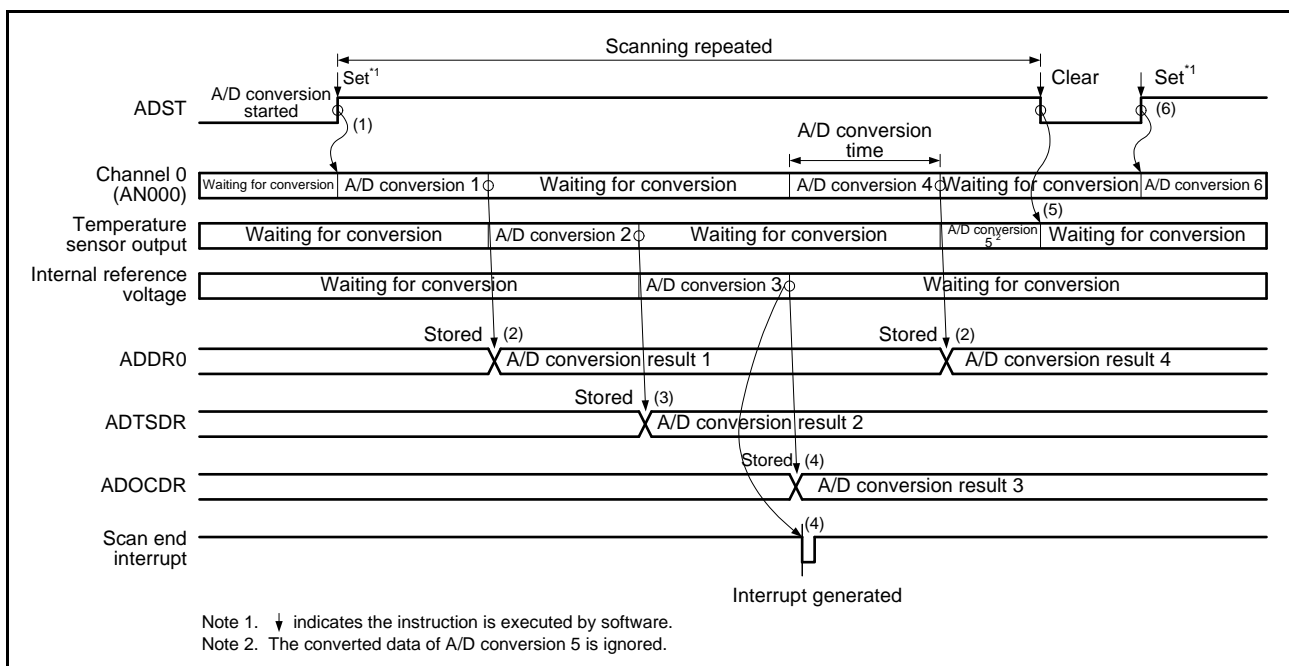 Scanning repeated
Set*1
Clear
Set*1
A/D conversion
started
ADST
(1)
(6)
A/D conversion
time
Channel 0
(AN000)
Waiting for conversion
A/D conversion 1
Waiting for conversion
A/D conversion 4
Waiting for conversion
A/D conversion 6
(5)
Temperature
sensor output
Waiting for conversion
A/D conversion 2
Waiting for conversion
A/D conversion
5*2
Waiting for conversion
Internal reference
voltage
Waiting for conversion
A/D conversion 3
Waiting for conversion
Stored (2)
Stored (2)
ADDR0
A/D conversion result 1
A/D conversion result 4
Stored (3)
ADTSDR
A/D conversion result 2
Stored (4)
ADOCDR
A/D conversion result 3
Scan end
interrupt
(4)
Interrupt generated
Note 1. ↓ indicates the instruction is executed by software.
Note 2. The converted data of A/D conversion 5 is ignored.